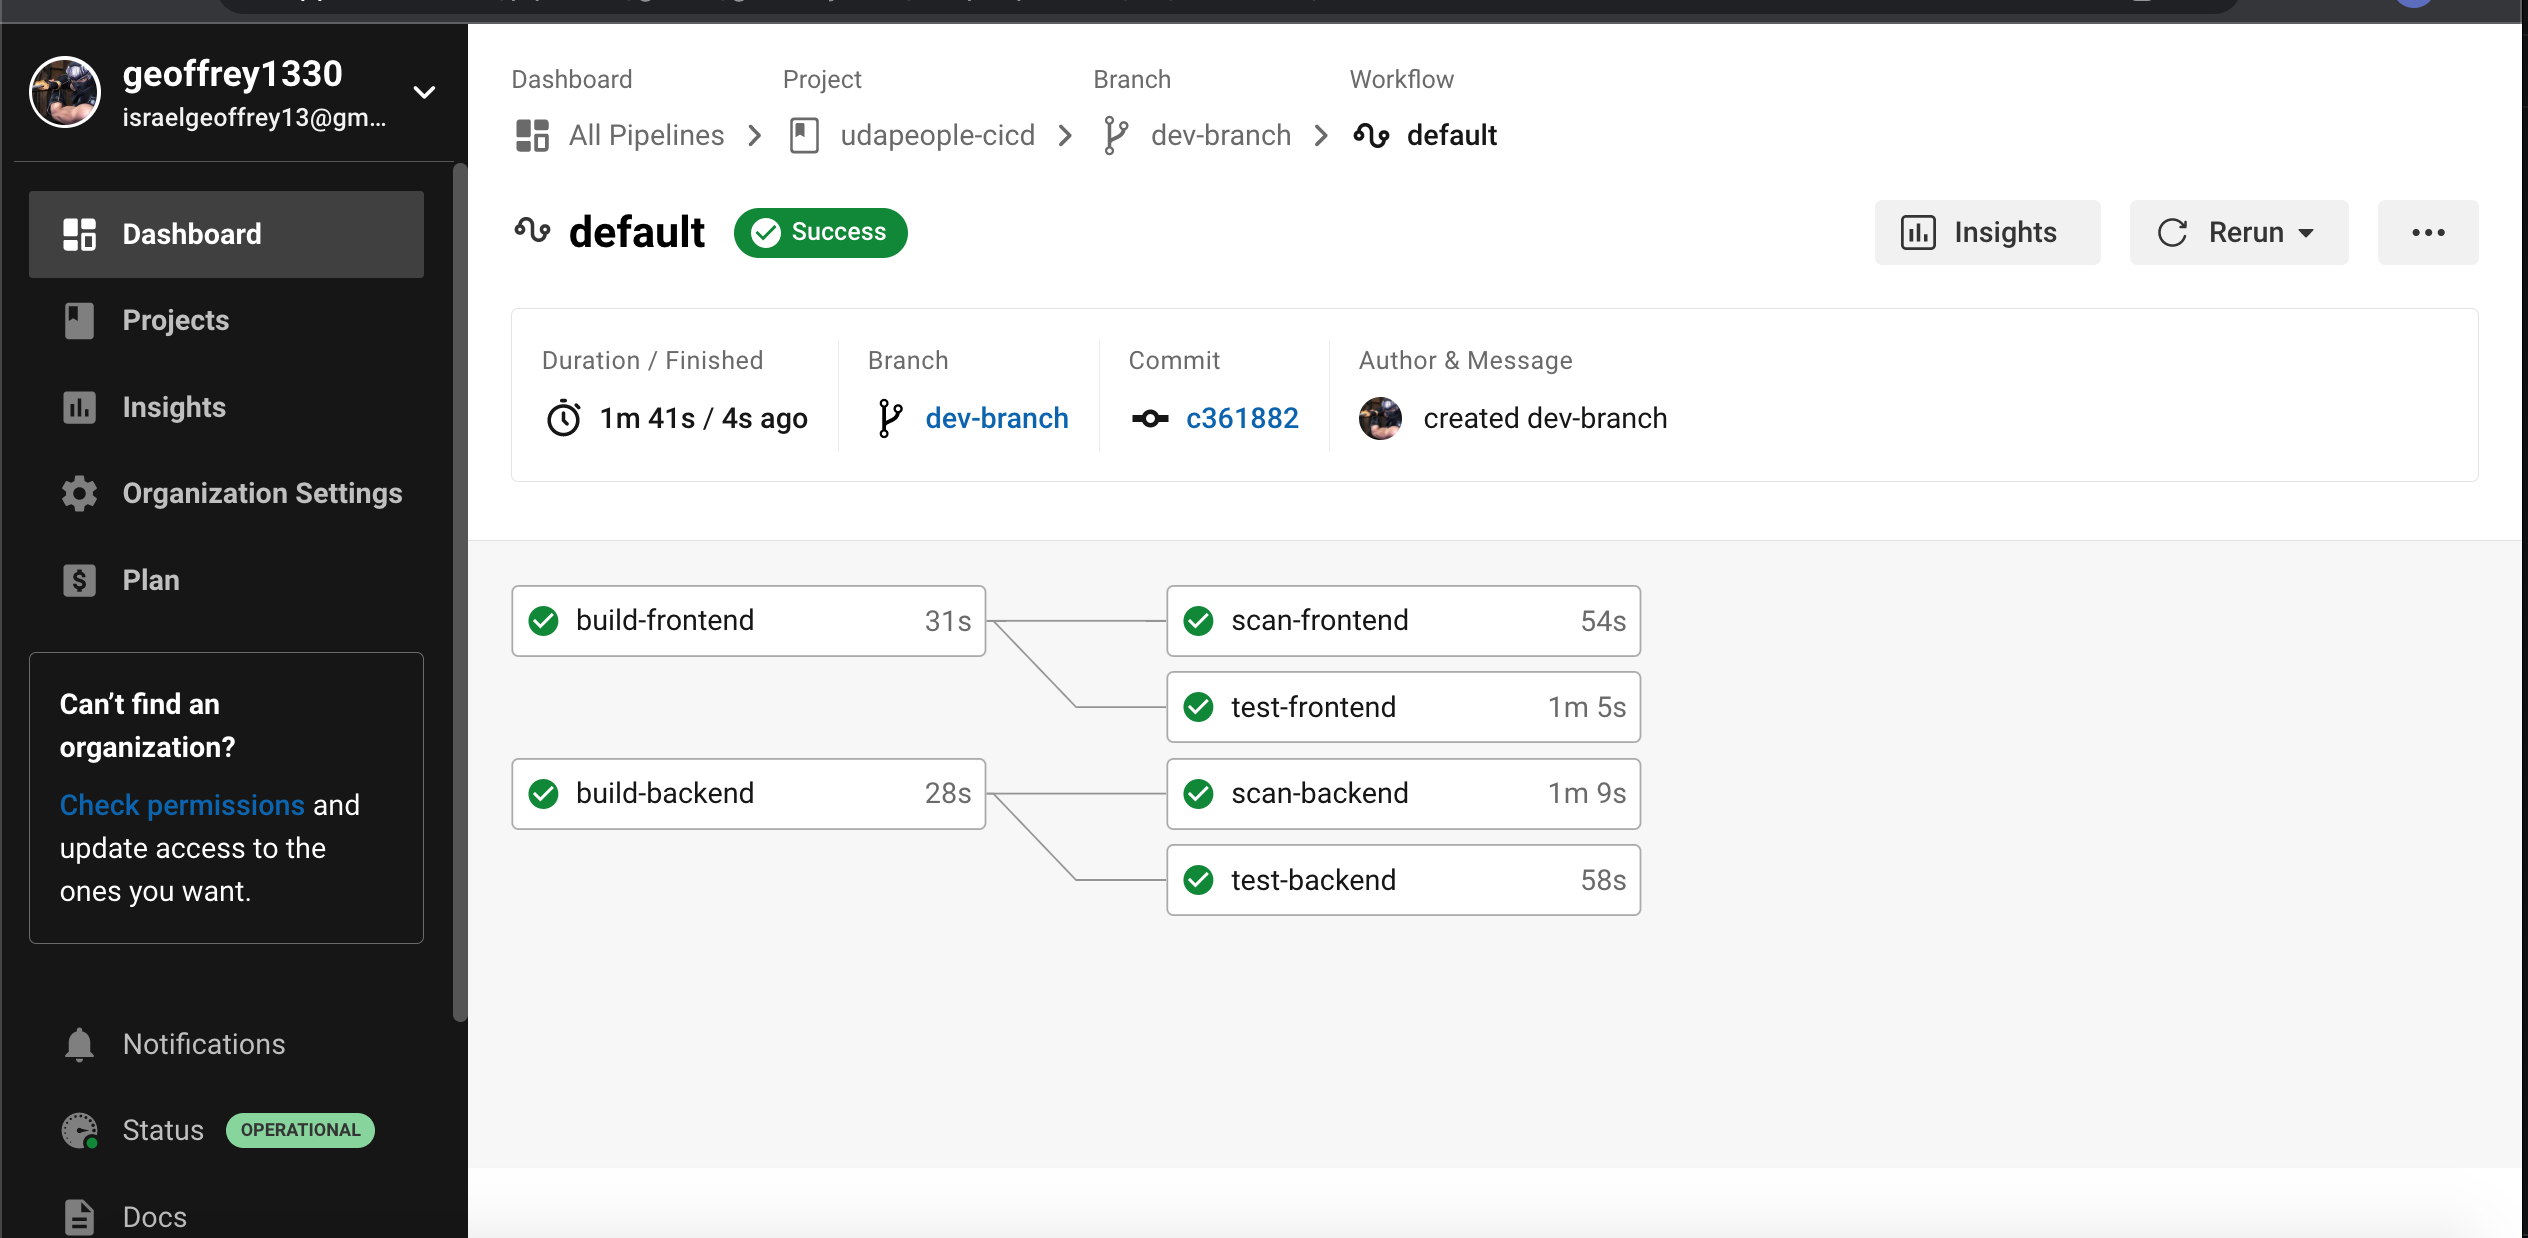 geoffrey1330
israelgeoffrey13@gm...
Dashboard
Projects
Insights
Organization Settings
Plan
Can't find an
organization?
Check permissions and
update access to the
ones you want.
Notifications
Status OPERATIONAL
Docs
Dashboard Project Branch Workflow
All Pipelines udapeople-cicd dev-branch default
default Success Insights Rerun
Duration / Finished Branch Commit Author & Message
1m 41s / 4s ago dev-branch c361882 created dev-branch
build-frontend 31s scan-frontend 54s
test-frontend 1m 5s
build-backend 28s scan-backend 1m 9s
test-backend 58s